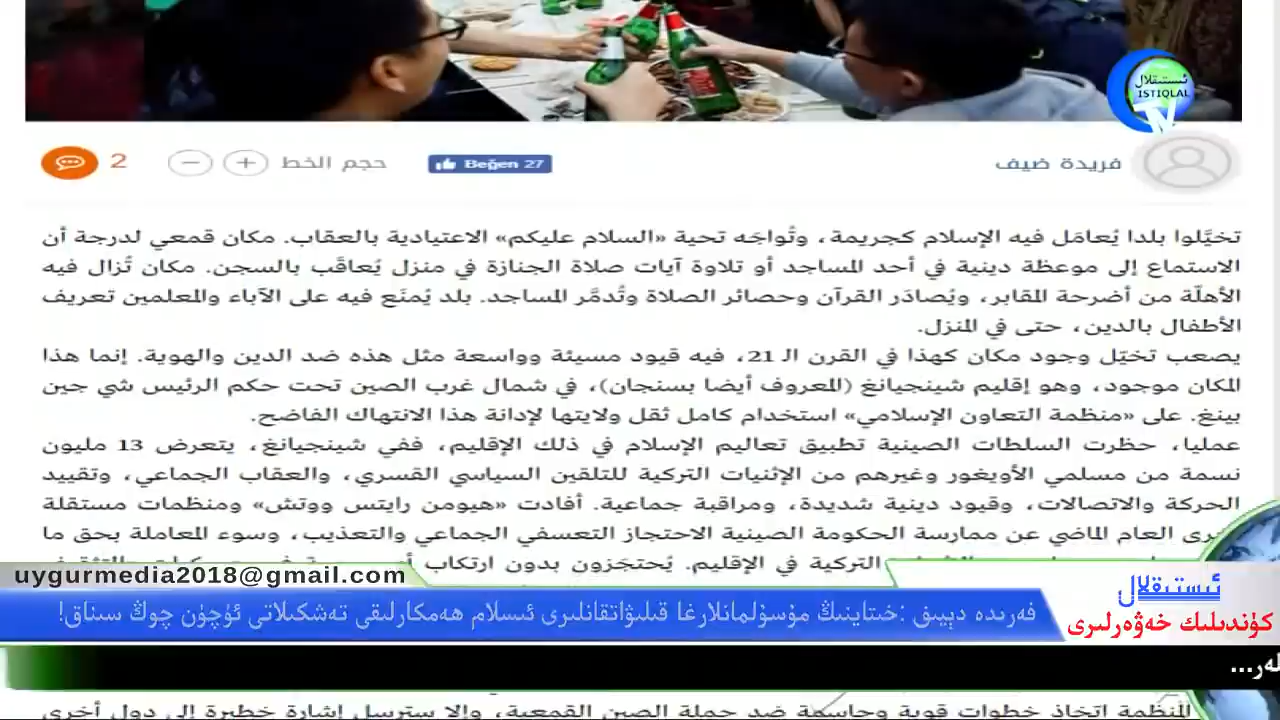 ئىستىقلال
ISTIQLAL
TV
فريدة ضيف
Beğen 27
حجم الخط
2
تخيَّلوا بلدا يُعامَل فيه الإسلام كجريمة، وتُواجَه تحية «السلام عليكم» الاعتيادية بالعقاب. مكان قمعي لدرجة أن
الاستماع إلى موعظة دينية في أحد المساجد أو تلاوة آيات صلاة الجنازة في منزل يُعاقَب بالسجن. مكان تُزال فيه
الأهلّة من أضرحة المقابر، ويُصادَر القرآن وحصائر الصلاة وتُدمَّر المساجد. بلد يُمنَع فيه على الآباء والمعلمين تعريف
الأطفال بالدين، حتى في المنزل.
يصعب تخيّل وجود مكان كهذا في القرن الـ 21، فيه قيود مسيئة وواسعة مثل هذه ضد الدين والهوية. إنما هذا
المكان موجود، وهو إقليم شينجيانغ (المعروف أيضا بسنجان)، في شمال غرب الصين تحت حكم الرئيس شي جين
بينغ. على «منظمة التعاون الإسلامي» استخدام كامل ثقل ولايتها لإدانة هذا الانتهاك الفاضح.
عمليا، حظرت السلطات الصينية تطبيق تعاليم الإسلام في ذلك الإقليم، ففي شينجيانغ، يتعرض 13 مليون
نسمة من مسلمي الأويغور وغيرهم من الإثنيات التركية للتلقين السياسي القسري، والعقاب الجماعي، وتقييد
الحركة والاتصالات، وقيود دينية شديدة، ومراقبة جماعية. أفادت «هيومن رايتس ووتش» ومنظمات مستقلة
العام الماضي عن ممارسة الحكومة الصينية الاحتجاز التعسفي الجماعي والتعذيب، وسوء المعاملة بحق ما
التركية في الإقليم. يُحتجَزون بدون ارتكاب
uygurmedia2018@gmail.com
فەرىدە دېيىق :خىتاينىڭ مۇسۇلمانلارغا قىلىۋاتقانلىرى ئىسلام ھەمكارلىقى تەشكىلاتى ئۈچۈن چوڭ سىناق!
ئىستىقلال
كۈندىلىك خەۋەرلىرى
لەر...
للمنظمة اتخاذ خطوات قوية وحاسمة ضد حملة الصين القمعية، وإلا سترسل إشارة خطيرة إلى دول أخرى